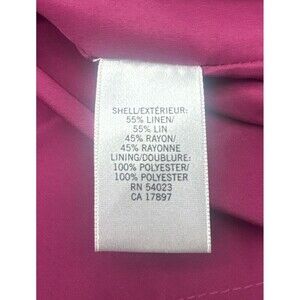 SHELL/EXTÉRIEUR:
55% LINEN/
55% LIN
45% RAYON/
45% RAYONNE
LINING/DOUBLURE:
100% POLYESTER/
100% POLYESTER
RN 54023
CA 17897